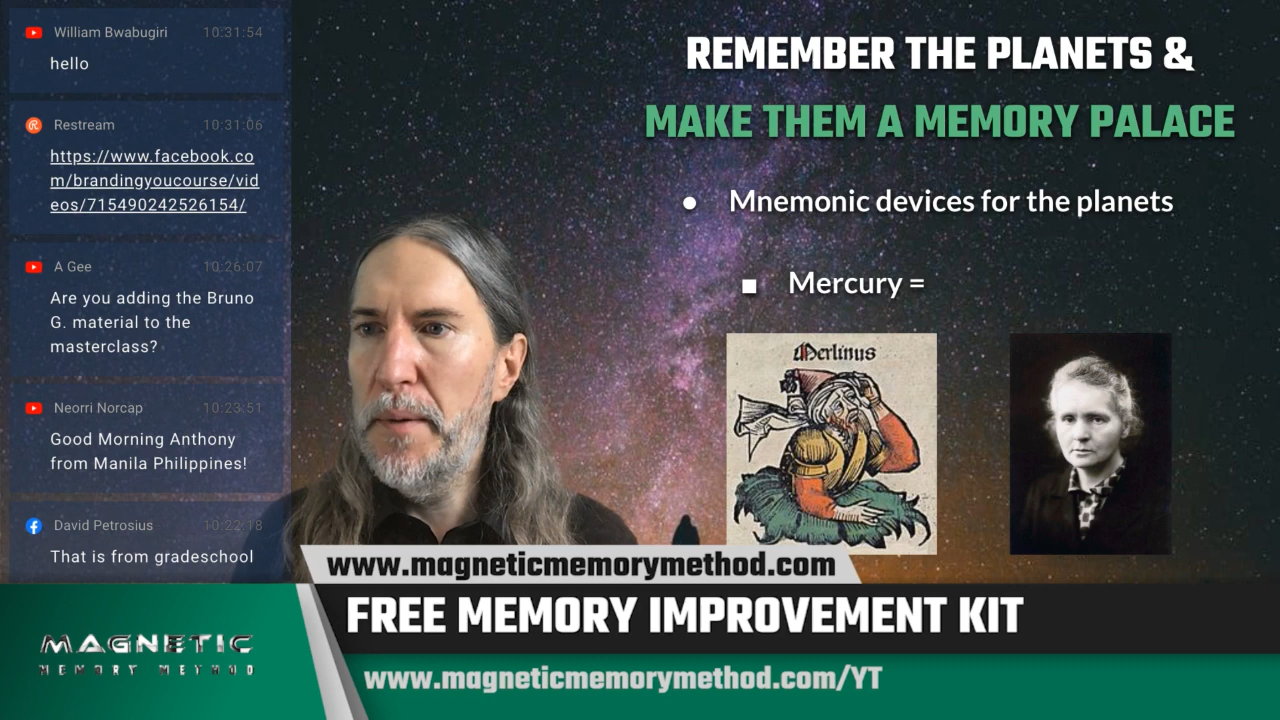 William Bwabugiri 10:31:54
hello
Restream 10:31:06
https://www.facebook.co
m/brandingyoucourse/vid
eos/715490242526154/
A Gee 10:26:07
Are you adding the Bruno
G. material to the
masterclass?
Neorri Norcap 10:23:51
Good Morning Anthony
from Manila Philippines!
David Petrosius 10:22:18
That is from gradeschool
REMEMBER THE PLANETS &
MAKE THEM A MEMORY PALACE
Mnemonic devices for the planets
Mercury =
Merlinus
www.magneticmemorymethod.com
FREE MEMORY IMPROVEMENT KIT
www.magneticmemorymethod.com/YT
MAGNETIC
MEMORY METHOD